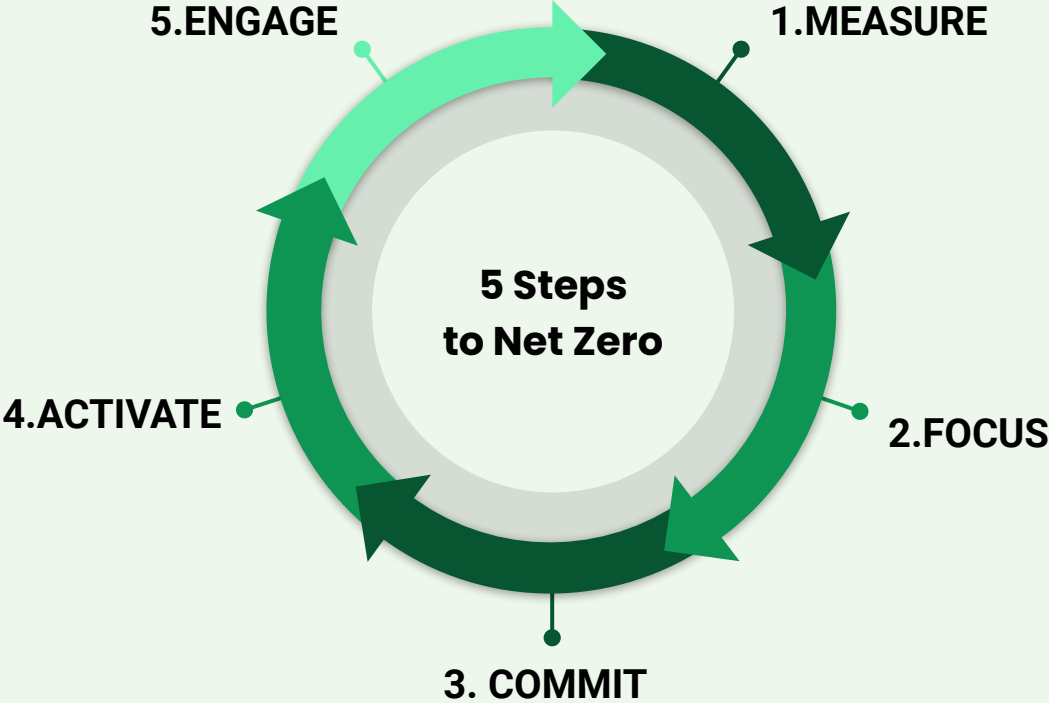 5.ENGAGE
1.MEASURE
5 Steps
to Net Zero
4.ACTIVATE
2.FOCUS
3. COMMIT